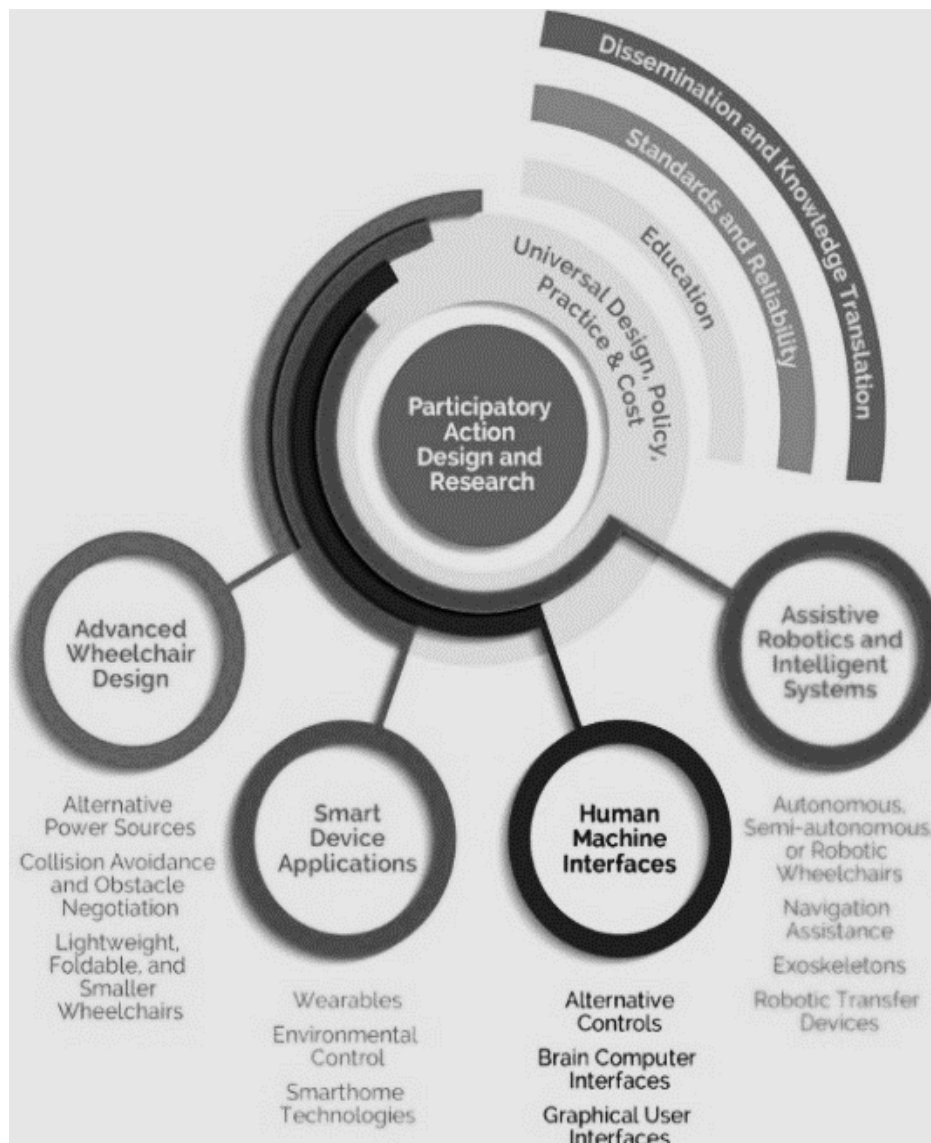 Dissemination and Knowledge Translation
Standards and Reliability
Education
Universal Design, Policy,
Practice & Cost
Participatory
Action
Design and
Research
Advanced
Wheelchair
Design
Alternative
Power Sources
Collision Avoidance
and Obstacle
Negotiation
Lightweight,
Foldable, and
Smaller
Wheelchairs
Smart
Device
Applications
Wearables
Environmental
Control
Smarthome
Technologies
Human
Machine
Interfaces
Alternative
Controls
Brain Computer
Interfaces
Graphical User
Interfaces
Assistive
Robotics and
Intelligent
Systems
Autonomous,
Semi-autonomous,
or Robotic
Wheelchairs
Navigation
Assistance
Exoskeletons
Robotic Transfer
Devices